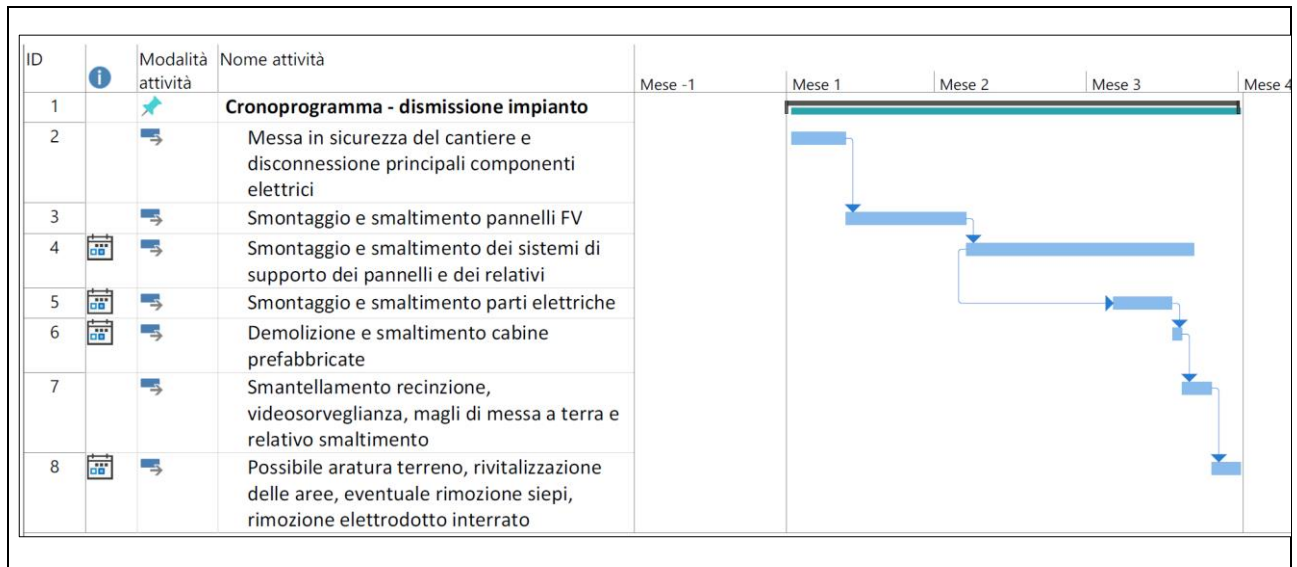 ID
Modalità attività
Nome attività
Mese -1
Mese 1
Mese 2
Mese 3
Mese 4
1
Cronoprogramma - dismissione impianto
2
Messa in sicurezza del cantiere e
disconnessione principali componenti
elettrici
3
Smontaggio e smaltimento pannelli FV
4
Smontaggio e smaltimento dei sistemi di
supporto dei pannelli e dei relativi
5
Smontaggio e smaltimento parti elettriche
6
Demolizione e smaltimento cabine
prefabbricate
7
Smantellamento recinzione,
videosorveglianza, magli di messa a terra e
relativo smaltimento
8
Possibile aratura terreno, rivitalizzazione
delle aree, eventuale rimozione siepi,
rimozione elettrodotto interrato